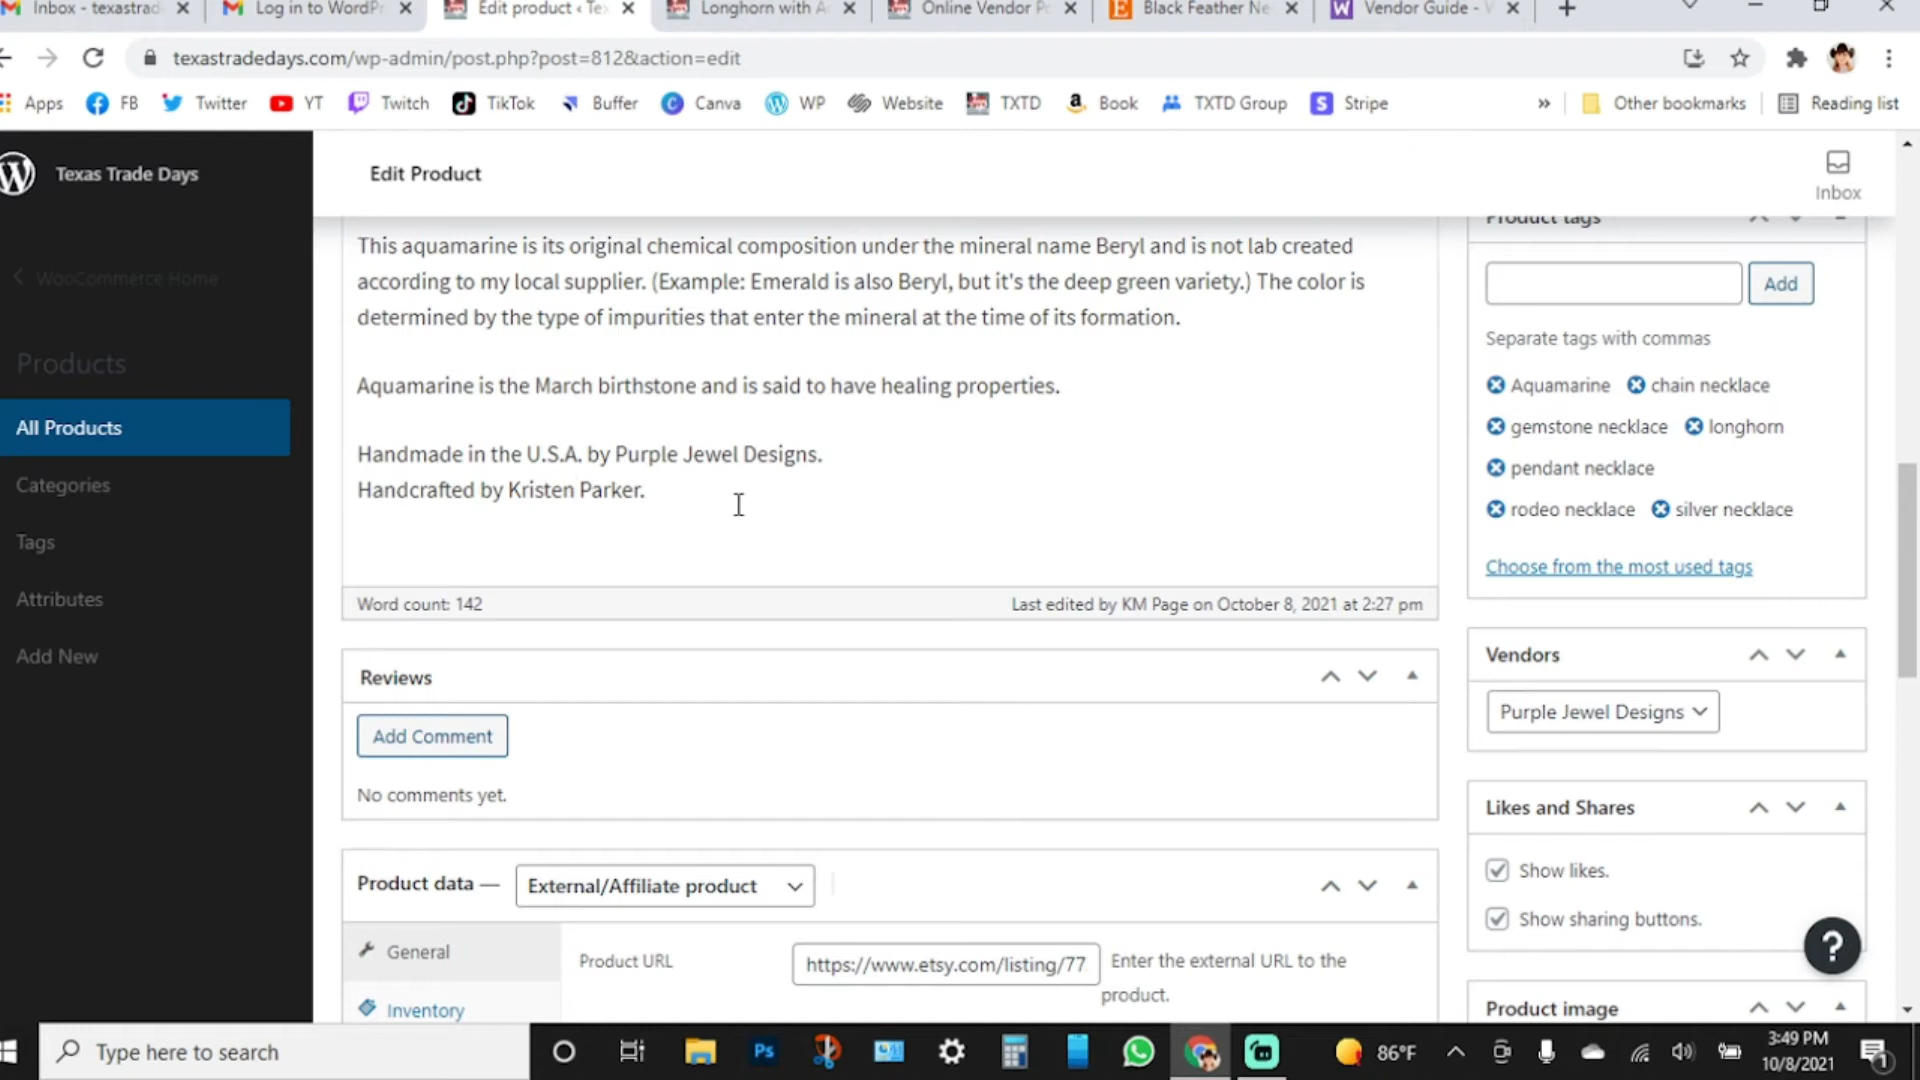 Inbox - texastrad
Log in to WordPr
Edit product ‹ Te
Longhorn with A
Online Vendor P
Black Feather Ne
Vendor Guide - 
texastradedays.com/wp-admin/post.php?post=812&action=edit
Apps FB Twitter YT Twitch TikTok Buffer Canva WP Website TXTD Book TXTD Group Stripe » Other bookmarks Reading list
Texas Trade Days
Edit Product
Inbox
WooCommerce Home
Products
All Products
Categories
Tags
Attributes
Add New
This aquamarine is its original chemical composition under the mineral name Beryl and is not lab created
according to my local supplier. (Example: Emerald is also Beryl, but it's the deep green variety.) The color is
determined by the type of impurities that enter the mineral at the time of its formation.
Aquamarine is the March birthstone and is said to have healing properties.
Handmade in the U.S.A. by Purple Jewel Designs.
Handcrafted by Kristen Parker.
Word count: 142
Last edited by KM Page on October 8, 2021 at 2:27 pm
Reviews
Add Comment
No comments yet.
Product data —
External/Affiliate product
General
Inventory
Product URL
https://www.etsy.com/listing/77
Enter the external URL to the
product.
Product tags
Add
Separate tags with commas
Aquamarine chain necklace
gemstone necklace longhorn
pendant necklace
rodeo necklace silver necklace
Choose from the most used tags
Vendors
Purple Jewel Designs
Likes and Shares
Show likes.
Show sharing buttons.
?
Product image
Type here to search
Ps
86°F
3:49 PM
10/8/2021
1